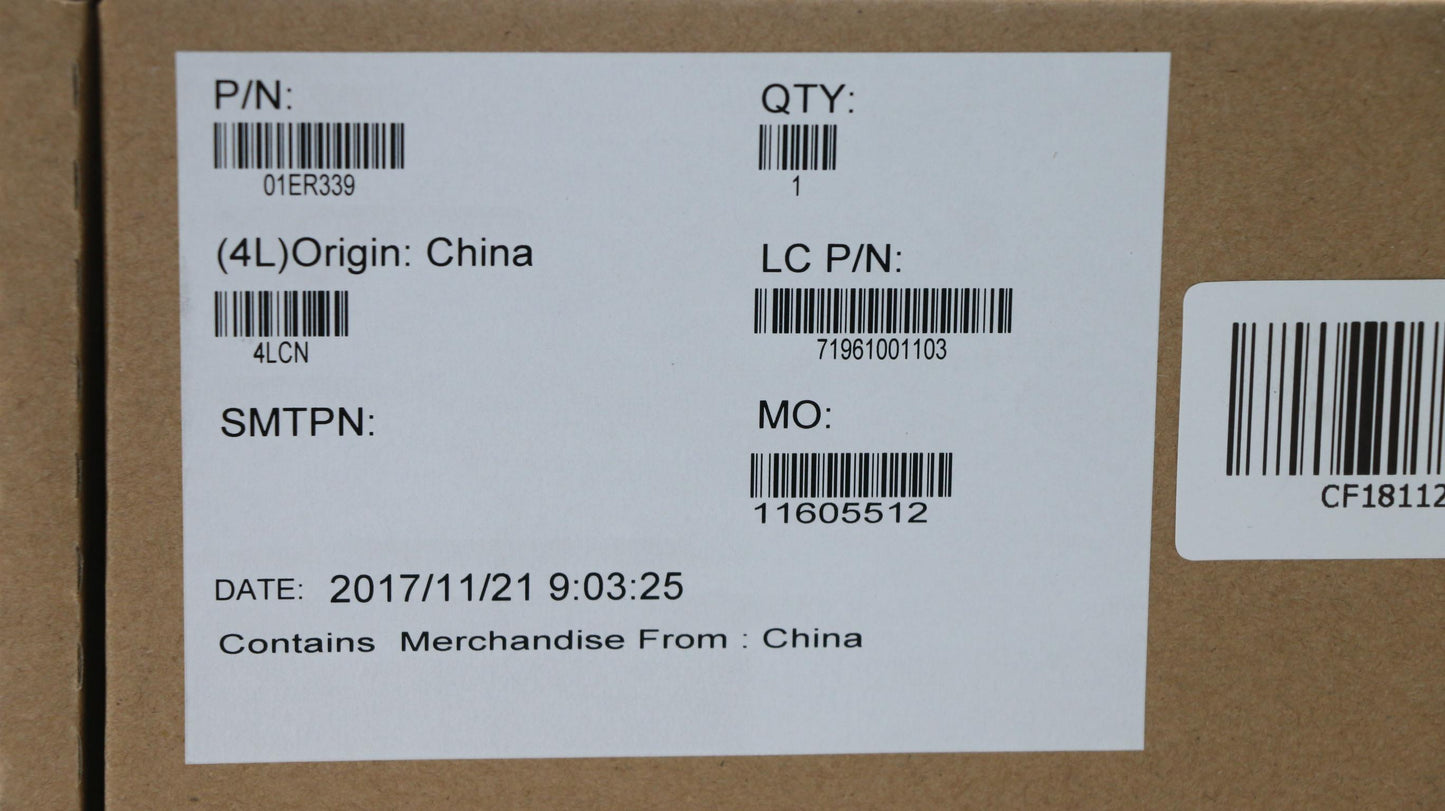 P/N:
01ER339
QTY:
1
(4L)Origin: China
4LCN
LC P/N:
71961001103
SMTPN:
MO:
11605512
DATE: 2017/11/21 9:03:25
Contains Merchandise From : China
CF18112